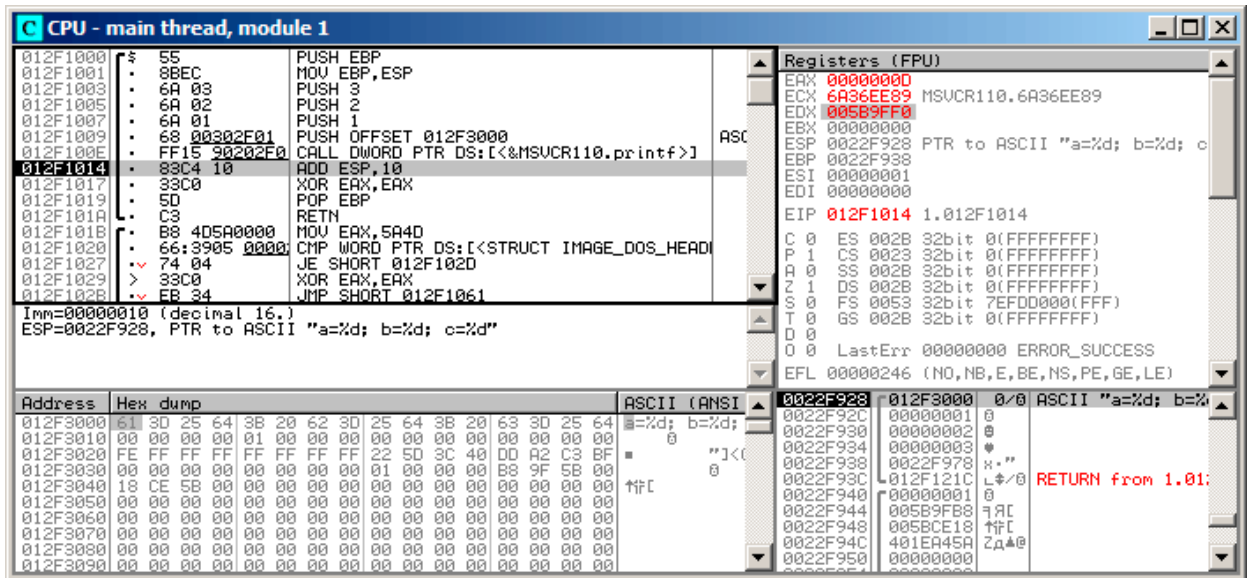 C CPU - main thread, module 1
012F1000 $ 55 PUSH EBP
012F1001 . 8BEC MOV EBP,ESP
012F1003 . 6A 03 PUSH 3
012F1005 . 6A 02 PUSH 2
012F1007 . 6A 01 PUSH 1
012F1009 . 68 00302F01 PUSH OFFSET 012F3000 ASC
012F100E . FF15 90202F0 CALL DWORD PTR DS:[<&MSVCR110.printf>]
012F1014 . 83C4 10 ADD ESP,10
012F1017 . 33C0 XOR EAX,EAX
012F1019 . 5D POP EBP
012F101A . C3 RETN
012F101B . B8 4D5A0000 MOV EAX,5A4D
012F1020 . 66:3905 0000 CMP WORD PTR DS:[<STRUCT IMAGE_DOS_HEAD
012F1027 . 74 04 JE SHORT 012F102D
012F1029 > 33C0 XOR EAX,EAX
012F102B . EB 34 JMP SHORT 012F1061
Imm=00000010 (decimal 16.)
ESP=0022F928, PTR to ASCII "a=%d; b=%d; c=%d"
Registers (FPU)
EAX 0000000D
ECX 6A36EE89 MSVCR110.6A36EE89
EDX 005B9FF0
EBX 00000000
ESP 0022F928 PTR to ASCII "a=%d; b=%d; c
EBP 0022F938
ESI 00000001
EDI 00000000
EIP 012F1014 1.012F1014
C 0 ES 002B 32bit 0(FFFFFFFF)
P 1 CS 0023 32bit 0(FFFFFFFF)
A 0 SS 002B 32bit 0(FFFFFFFF)
Z 1 DS 002B 32bit 0(FFFFFFFF)
S 0 FS 0053 32bit 7EFDD000(FFF)
T 0 GS 002B 32bit 0(FFFFFFFF)
D 0
O 0 LastErr 00000000 ERROR_SUCCESS
EFL 00000246 (NO,NB,E,BE,NS,PE,GE,LE)
Address Hex dump ASCII (ANSI
012F3000 61 3D 25 64 3B 20 62 3D 25 64 3B 20 63 3D 25 64 a=%d; b=%d;
012F3010 00 00 00 00 01 00 00 00 00 00 00 00 00 00 00 00
012F3020 FE FF FF FF FF FF FF FF 22 5D 3C 40 DD A2 C3 BF "]<
012F3030 00 00 00 00 00 00 00 00 01 00 00 00 B8 9F 5B 00
012F3040 18 CE 5B 00 00 00 00 00 00 00 00 00 00 00 00 00
012F3050 00 00 00 00 00 00 00 00 00 00 00 00 00 00 00 00
012F3060 00 00 00 00 00 00 00 00 00 00 00 00 00 00 00 00
012F3070 00 00 00 00 00 00 00 00 00 00 00 00 00 00 00 00
012F3080 00 00 00 00 00 00 00 00 00 00 00 00 00 00 00 00
012F3090 00 00 00 00 00 00 00 00 00 00 00 00 00 00 00 00
0022F928 012F3000 ASCII "a=%d; b=%
0022F92C 00000001
0022F930 00000002
0022F934 00000003 ♥
0022F938 0022F978
0022F93C 012F121C RETURN from 1.01
0022F940 00000001
0022F944 005B9FB8
0022F948 005BCE18
0022F94C 401EA45A
0022F950 00000000